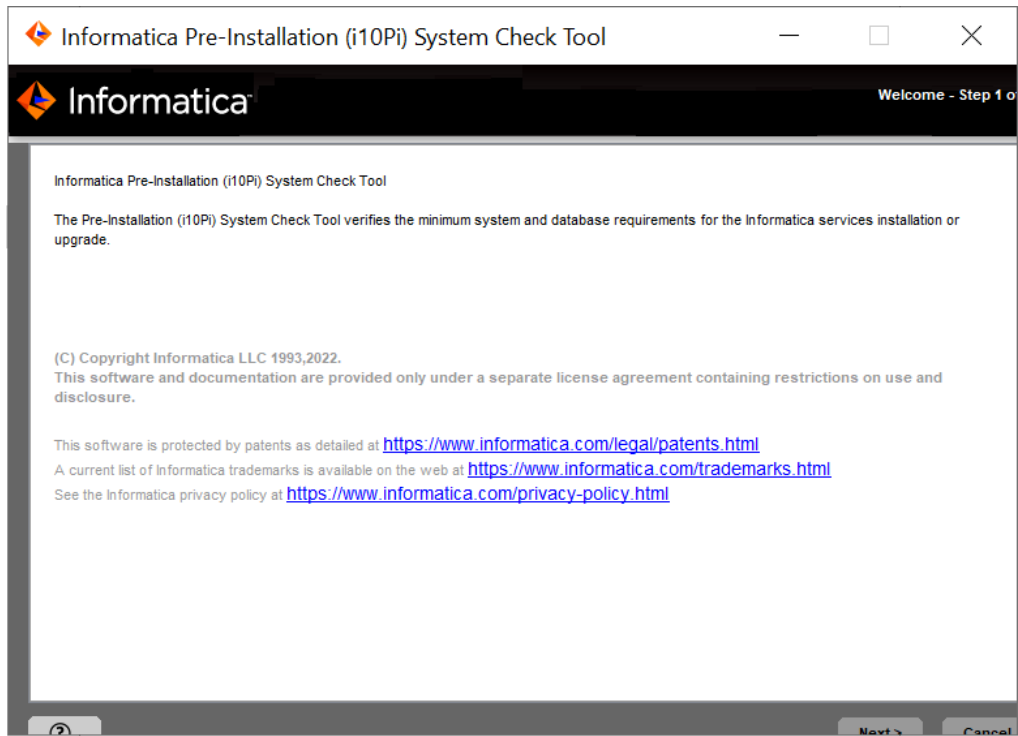 Informatica Pre-Installation (i10Pi) System Check Tool
Informatica
Welcome - Step 1 o
Informatica Pre-Installation (i10Pi) System Check Tool
The Pre-Installation (i10Pi) System Check Tool verifies the minimum system and database requirements for the Informatica services installation or
upgrade.
(C) Copyright Informatica LLC 1993,2022.
This software and documentation are provided only under a separate license agreement containing restrictions on use and
disclosure.
This software is protected by patents as detailed at https://www.informatica.com/legal/patents.html
A current list of Informatica trademarks is available on the web at https://www.informatica.com/trademarks.html
See the Informatica privacy policy at https://www.informatica.com/privacy-policy.html
?
Next >
Cancel